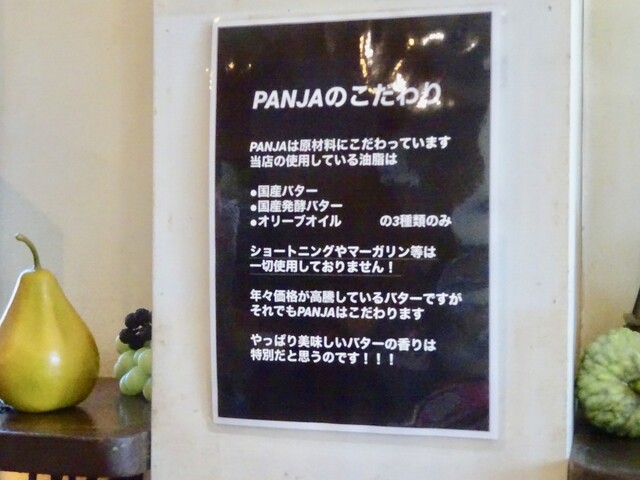 PANJAのこだわり
PANJAは原材料にこだわっています
当店の使用している油脂は
●国産バター
●国産発酵バター
●オリーブオイル　　　の3種類のみ
ショートニングやマーガリン等は
一切使用しておりません！
年々価格が高騰しているバターですが
それでもPANJAはこだわります
やっぱり美味しいバターの香りは
特別だと思うのです！！！